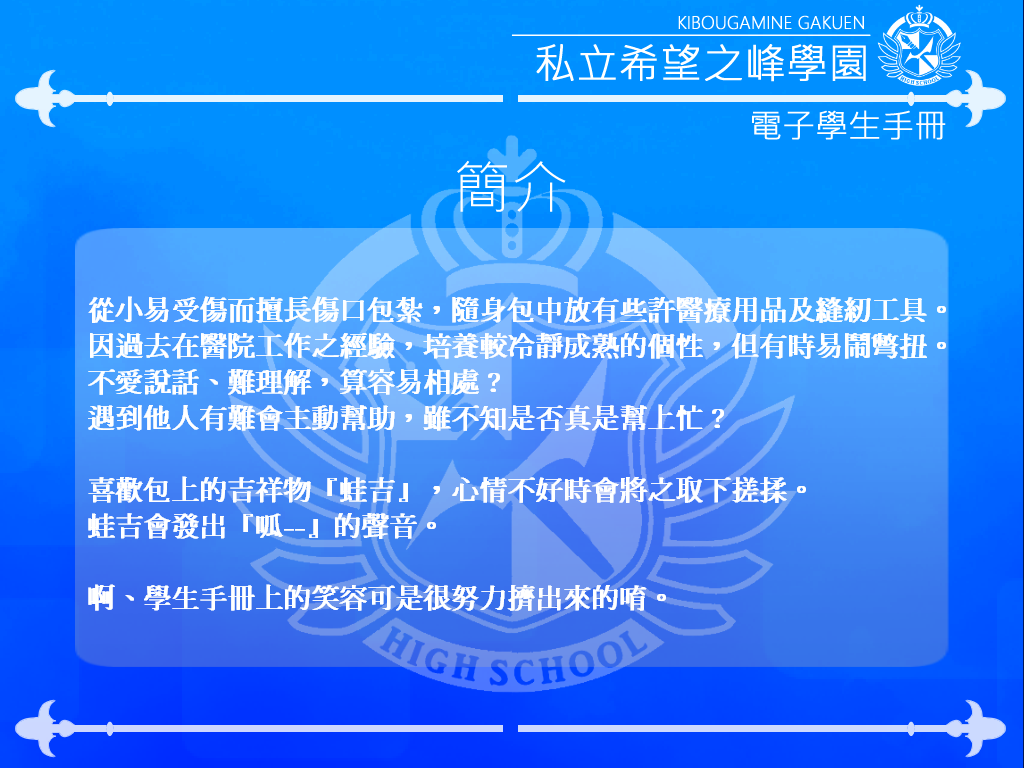 KIBOUGAMINE GAKUEN
私立希望之峰學園
HIGH SCHOOL
電子學生手冊
簡介
從小易受傷而擅長傷口包紮，隨身包中放有些許醫療用品及縫紉工具。
因過去在醫院工作之經驗，培養較冷靜成熟的個性，但有時易鬧彆扭。
不愛說話、難理解，算容易相處？
遇到他人有難會主動幫助，雖不知是否真是幫上忙？
喜歡包上的吉祥物『蛙吉』，心情不好時會將之取下搓揉。
蛙吉會發出『呱--』的聲音。
啊、學生手冊上的笑容可是很努力擠出來的唷。
HIGH SCHOOL